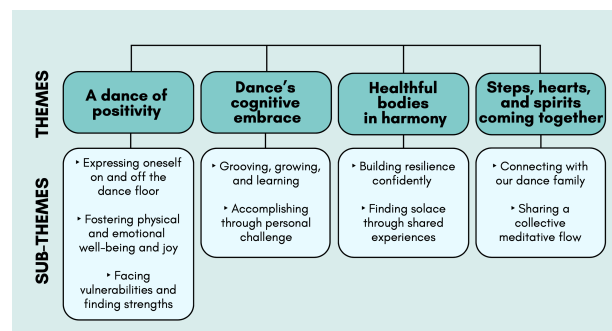 THEMES
A dance of
positivity
Dance's
cognitive
embrace
Healthful
bodies
in harmony
Steps, hearts,
and spirits
coming together
SUB-THEMES
‣ Expressing oneself
on and off the
dance floor
‣ Fostering physical
and emotional
well-being and joy
‣ Facing
vulnerabilities and
finding strengths
‣ Grooving, growing,
and learning
‣ Accomplishing
through personal
challenge
‣ Building resilience
confidently
‣ Finding solace
through shared
experiences
‣ Connecting with
our dance family
‣ Sharing a
collective
meditative flow